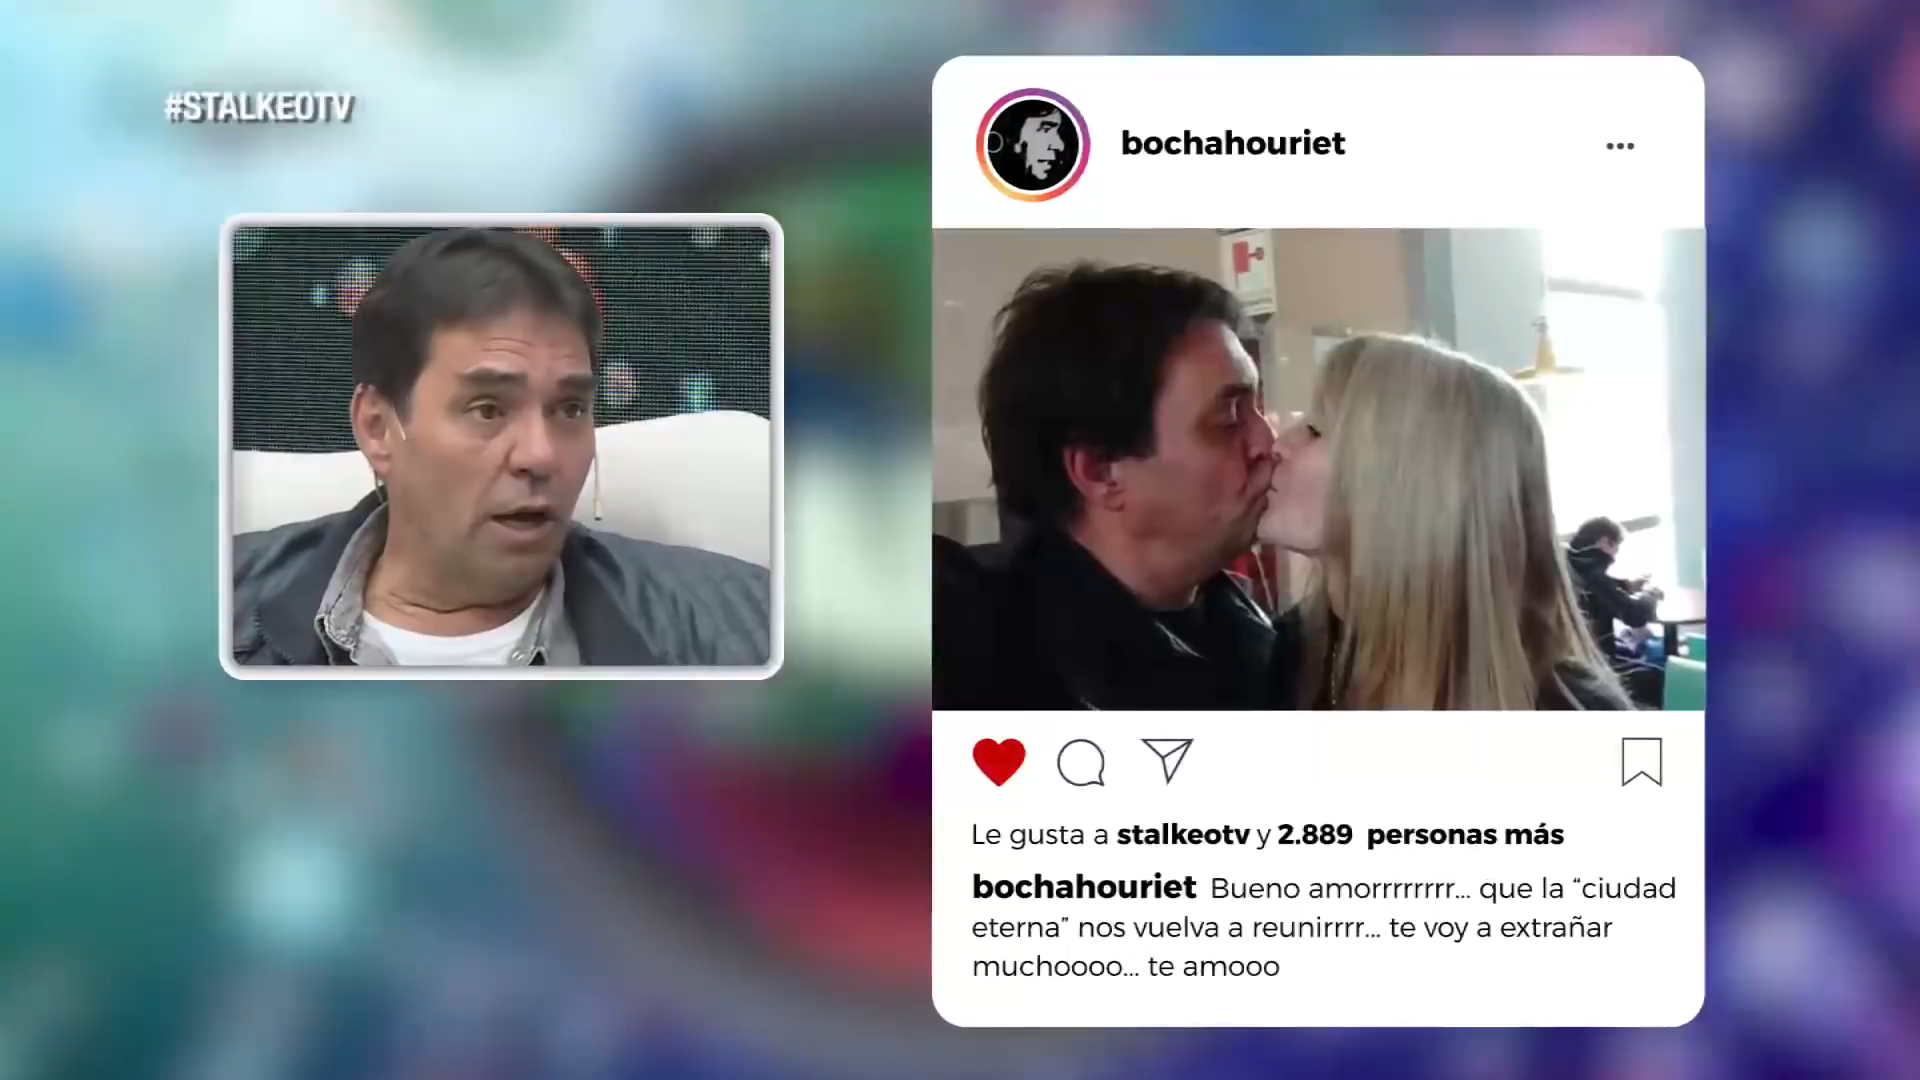 #STALKEOTV
bochahouriet
Le gusta a stalkeotv y 2.889 personas más
bochahouriet Bueno amorrrrrrrr... que la “ciudad
eterna” nos vuelva a reunirrrr... te voy a extrañar
muchoooo... te amooo